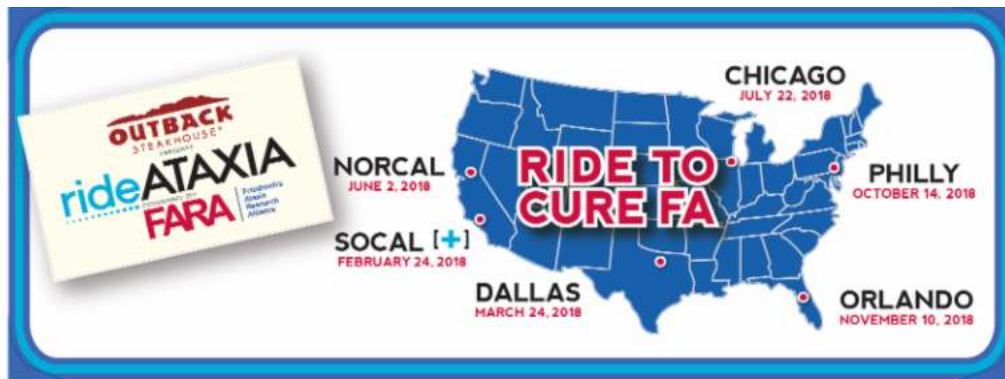 OUTBACK
STEAKHOUSE®
PRESENTS
rideATAXIA
FARA
Friedreich's
Ataxia
Research
Alliance
NORCAL
JUNE 2, 2018
SOCAL [+]
FEBRUARY 24, 2018
DALLAS
MARCH 24, 2018
RIDE TO
CURE FA
CHICAGO
JULY 22, 2018
PHILLY
OCTOBER 14, 2018
ORLANDO
NOVEMBER 10, 2018